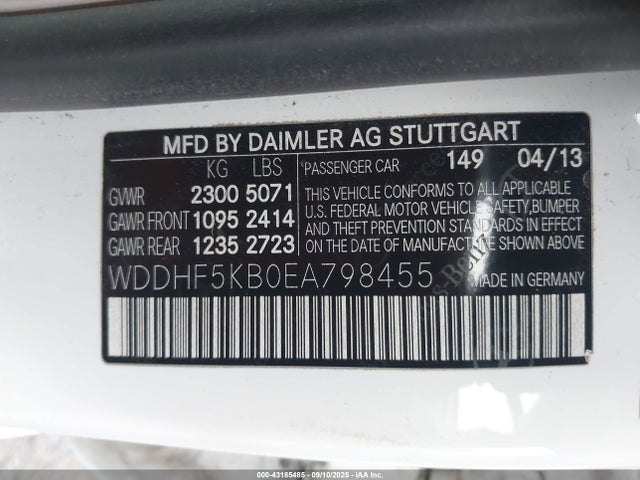 MFD BY DAIMLER AG STUTTGART
KG LBS PASSENGER CAR 149 04/13
GVWR 2300 5071
GAWR FRONT 1095 2414
GAWR REAR 1235 2723
THIS VEHICLE CONFORMS TO ALL APPLICABLE
U.S. FEDERAL MOTOR VEHICLE SAFETY, BUMPER
AND THEFT PREVENTION STANDARDS IN EFFECT
ON THE DATE OF MANUFACTURE SHOWN ABOVE.
WDDHF5KB0EA798455
MADE IN GERMANY
000-43185485 - 09/10/2025 - IAAI.COM